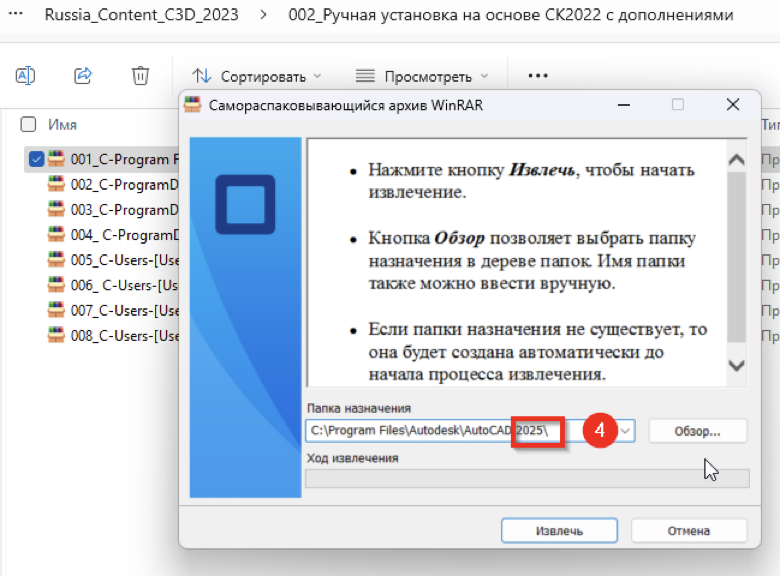 Russia_Content_C3D_2023 > 002_Ручная установка на основе СК2022 с дополнениями
Сортировать Просмотреть
Имя
Самораспаковывающийся архив WinRAR
001_C-Program F
002_C-ProgramD
003_C-ProgramD
004_ C-ProgramD
005_C-Users-[Use
006_ C-Users-[Us
007_C-Users-[Use
008_C-Users-[Use
Тип
Пр
Пр
Пр
Пр
Пр
Пр
Пр
Пр
• Нажмите кнопку Извлечь, чтобы начать
извлечение.
• Кнопка Обзор позволяет выбрать папку
назначения в дереве папок. Имя папки
также можно ввести вручную.
• Если папки назначения не существует, то
она будет создана автоматически до
начала процесса извлечения.
Папка назначения
C:\Program Files\Autodesk\AutoCAD 2025\
4
Обзор...
Ход извлечения
Извлечь
Отмена